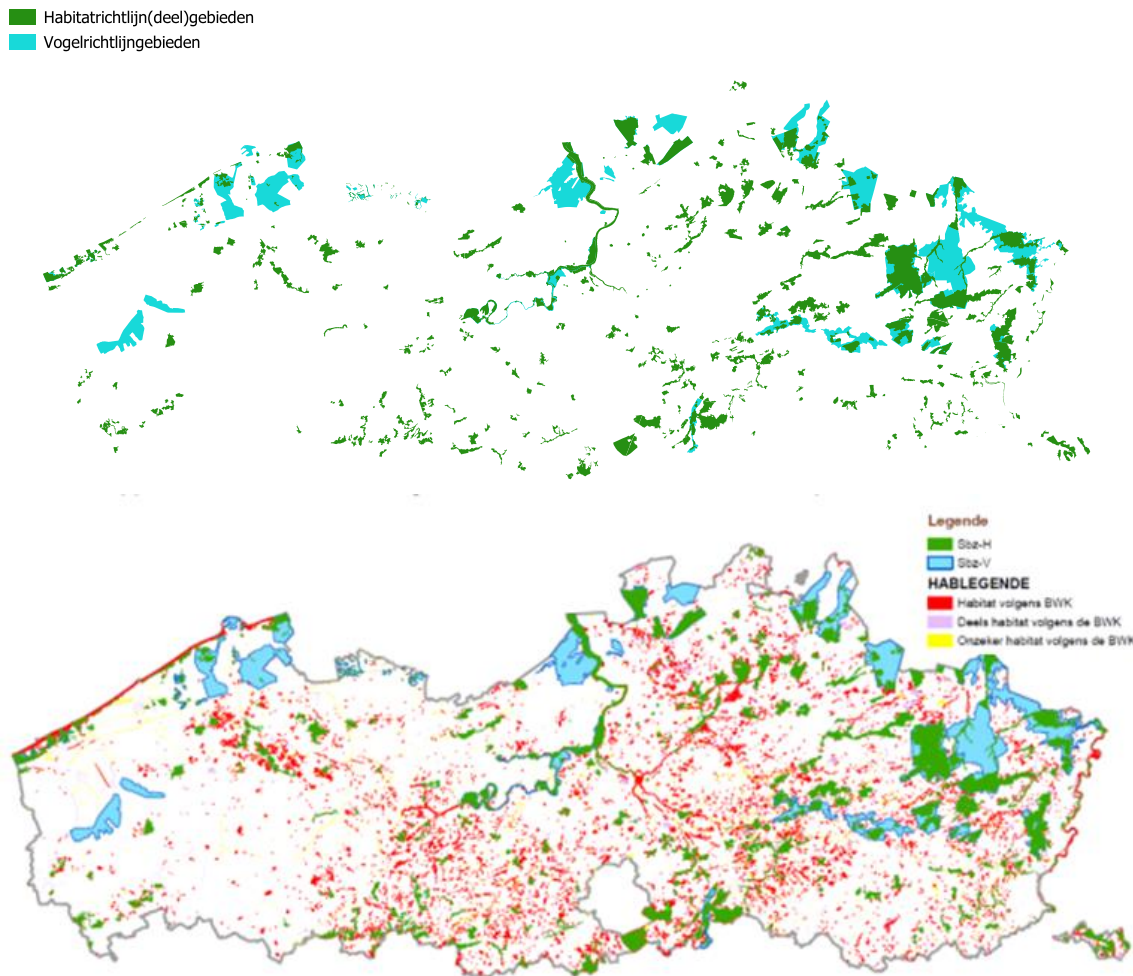 Habitatrichtlijn(deel)gebieden
Vogelrichtlijngebieden
Legende
Sbz-H
Sbz-V
HABLEGENDE
Habitat volgens BWK
Deels habitat volgens de BWK
Onzeker habitat volgens de BWK